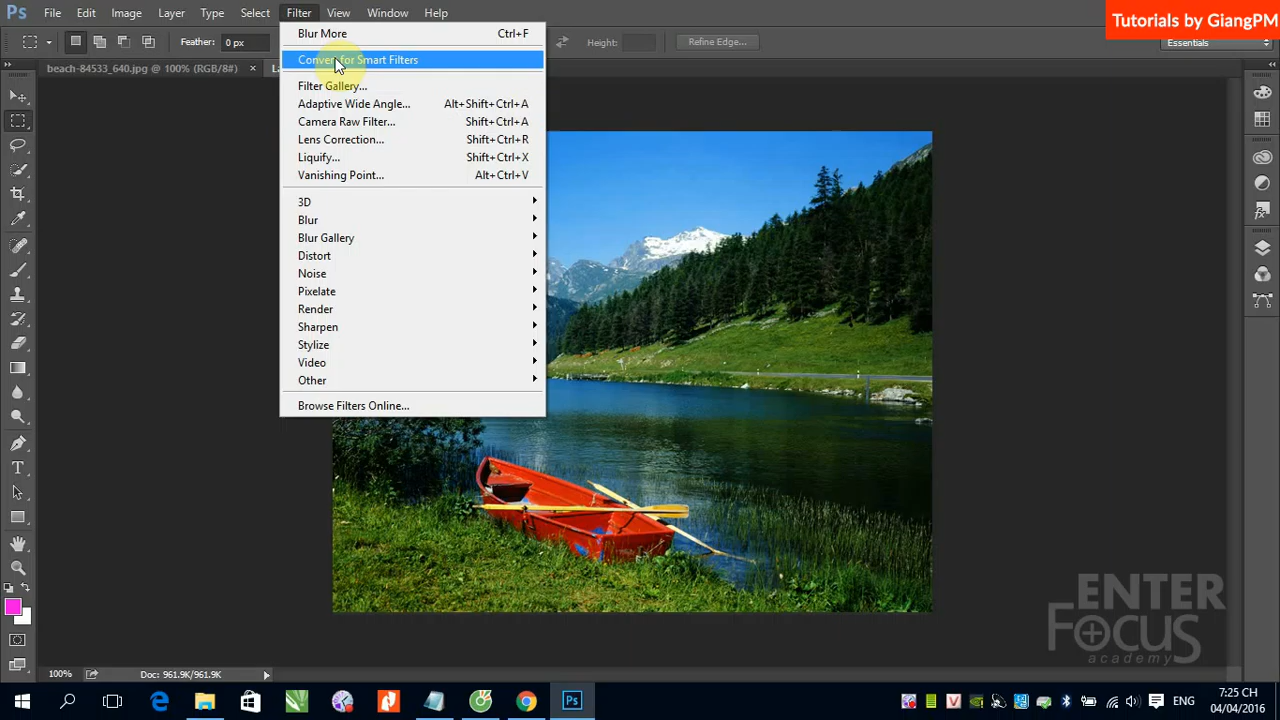 Ps File Edit Image Layer Type Select Filter View Window Help
Tutorials by GiangPM
Feather: 0 px
Height:
Refine Edge...
Essentials
beach-84533_640.jpg @ 100% (RGB/8#) ×
Blur More Ctrl+F
Convert for Smart Filters
Filter Gallery...
Adaptive Wide Angle... Alt+Shift+Ctrl+A
Camera Raw Filter... Shift+Ctrl+A
Lens Correction... Shift+Ctrl+R
Liquify... Shift+Ctrl+X
Vanishing Point... Alt+Ctrl+V
3D
Blur
Blur Gallery
Distort
Noise
Pixelate
Render
Sharpen
Stylize
Video
Other
Browse Filters Online...
ENTER
FOCUS
academy
100% Doc: 961.9K/961.9K
Ps
ENG
7:25 CH
04/04/2016